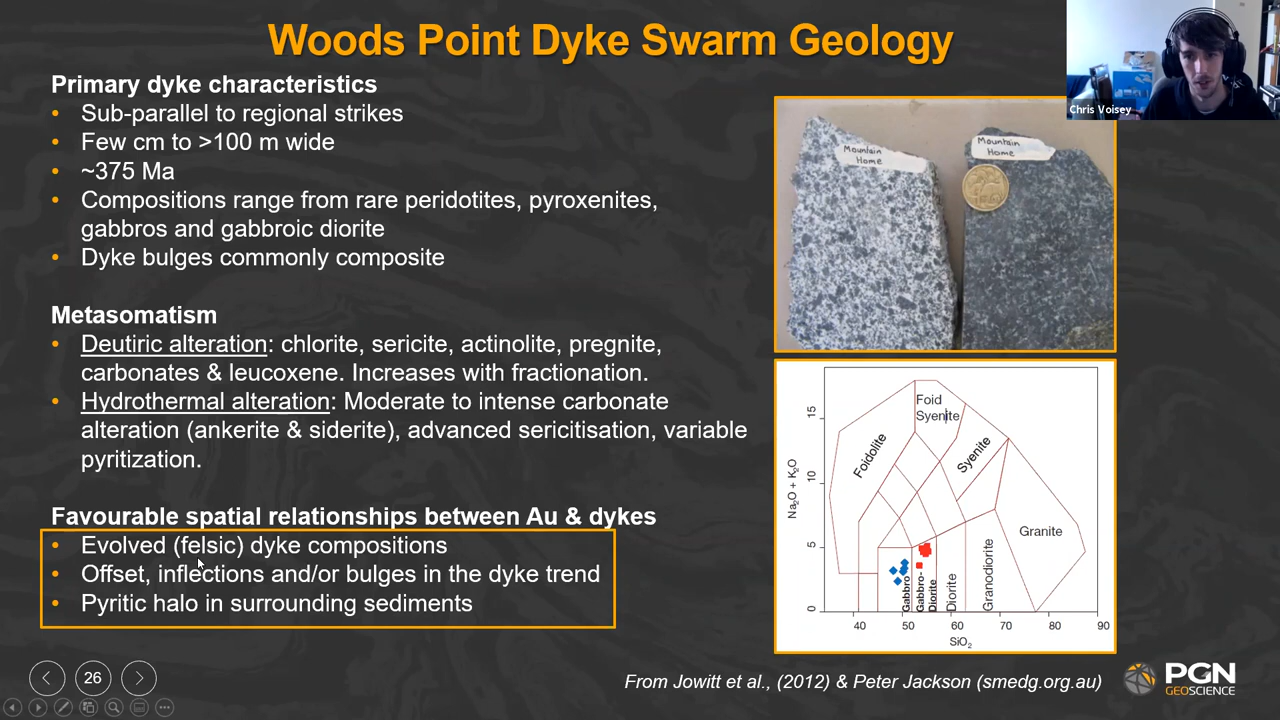 Woods Point Dyke Swarm Geology
Chris Voisey
Primary dyke characteristics
• Sub-parallel to regional strikes
• Few cm to >100 m wide
• ~375 Ma
• Compositions range from rare peridotites, pyroxenites,
gabbros and gabbroic diorite
• Dyke bulges commonly composite
Metasomatism
• Deutiric alteration: chlorite, sericite, actinolite, pregnite,
carbonates & leucoxene. Increases with fractionation.
• Hydrothermal alteration: Moderate to intense carbonate
alteration (ankerite & siderite), advanced sericitisation, variable
pyritization.
Favourable spatial relationships between Au & dykes
• Evolved (felsic) dyke compositions
• Offset, inflections and/or bulges in the dyke trend
• Pyritic halo in surrounding sediments
Mountain
Home
Mountain
Home
Foid
Syenite
Foidolite
Syenite
Granite
Gabbro
Gabbro-
Diorite
Diorite
Granodiorite
Na₂O + K₂O
15
10
5
0
40 50 60 70 80 90
SiO₂
26
From Jowitt et al., (2012) & Peter Jackson (smedg.org.au)
PGN
GEOSCIENCE